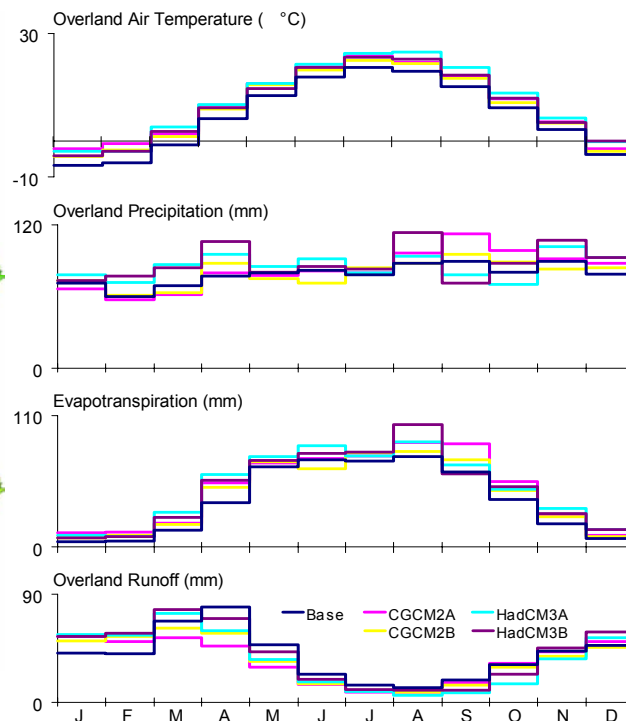 Overland Air Temperature ( °C)
30
-10
Overland Precipitation (mm)
120
0
Evapotranspiration (mm)
110
0
Overland Runoff (mm)
90
Base CGCM2A HadCM3A
CGCM2B HadCM3B
0
J F M A M J J A S O N D